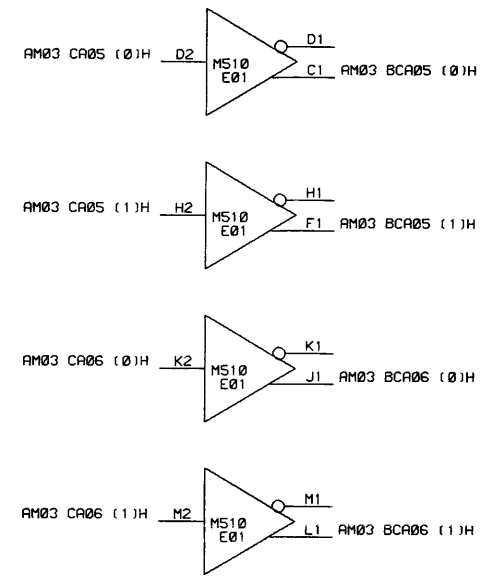 D1
AM03 CA05 (0)H D2 M510
E01 C1 AM03 BCA05 (0)H
H1
AM03 CA05 (1)H H2 M510
E01 F1 AM03 BCA05 (1)H
K1
AM03 CA06 (0)H K2 M510
E01 J1 AM03 BCA06 (0)H
M1
AM03 CA06 (1)H M2 M510
E01 L1 AM03 BCA06 (1)H